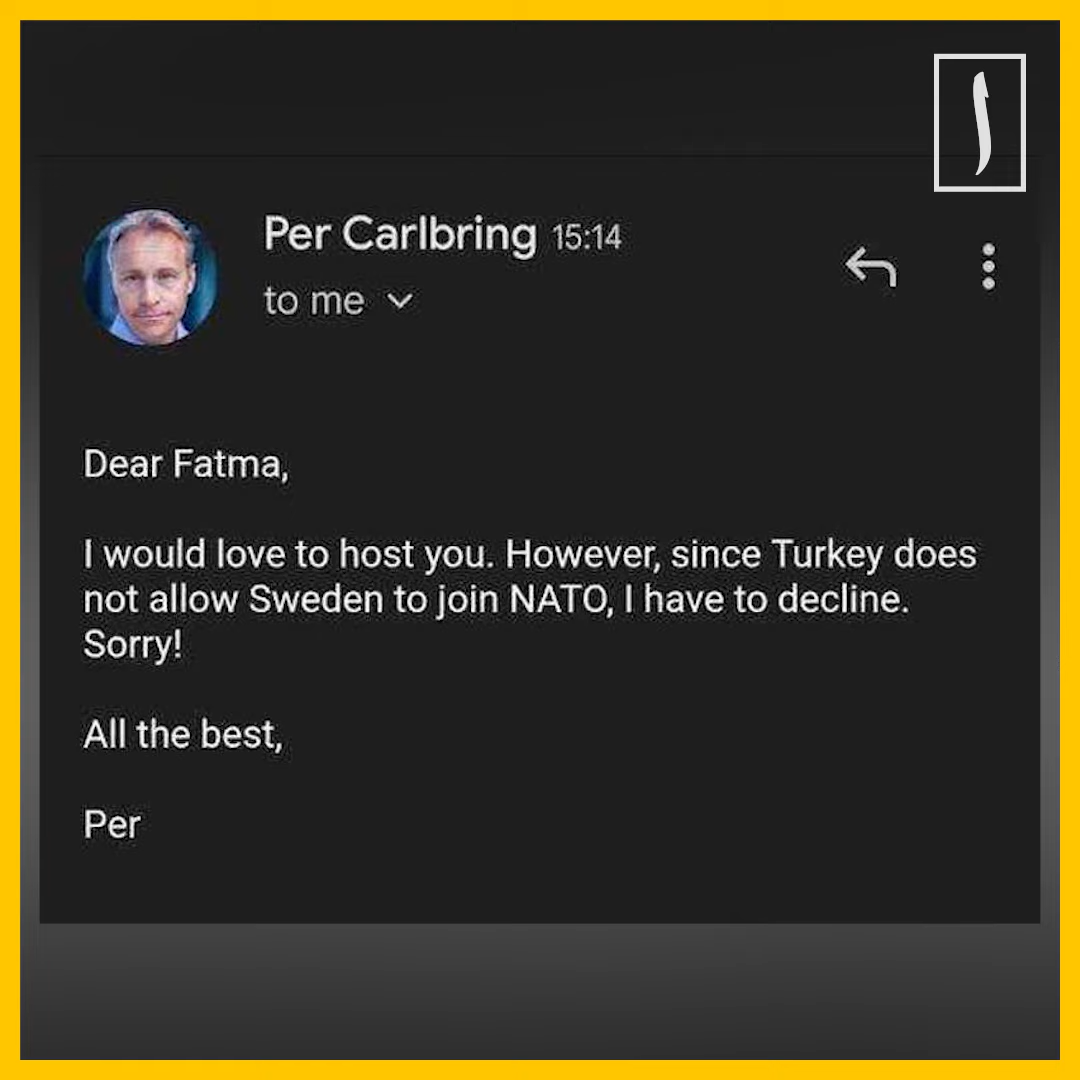 Per Carlbring 15:14
to me
Dear Fatma,
I would love to host you. However, since Turkey does
not allow Sweden to join NATO, I have to decline.
Sorry!
All the best,
Per